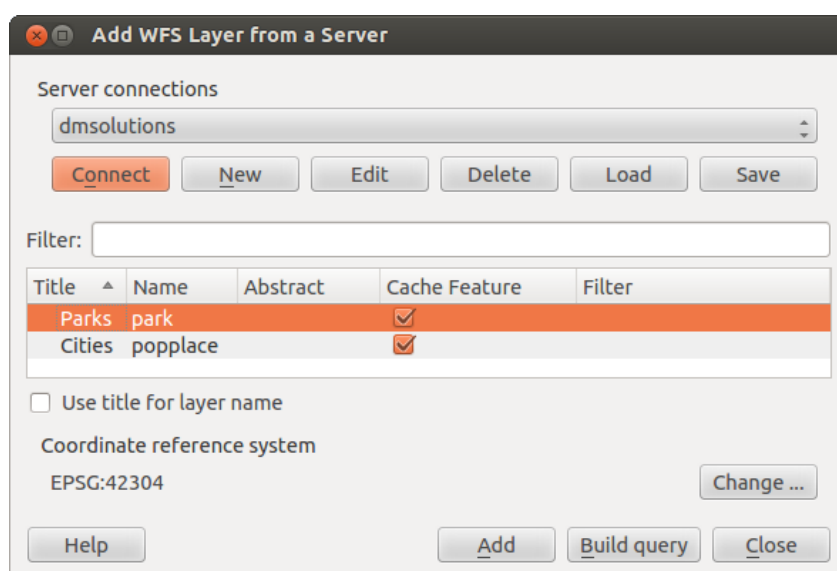 Add WFS Layer from a Server
Server connections
dmsolutions
Connect New Edit Delete Load Save
Filter:
Title Name Abstract Cache Feature Filter
Parks park
Cities popplace
Use title for layer name
Coordinate reference system
EPSG:42304 Change ...
Help Add Build query Close